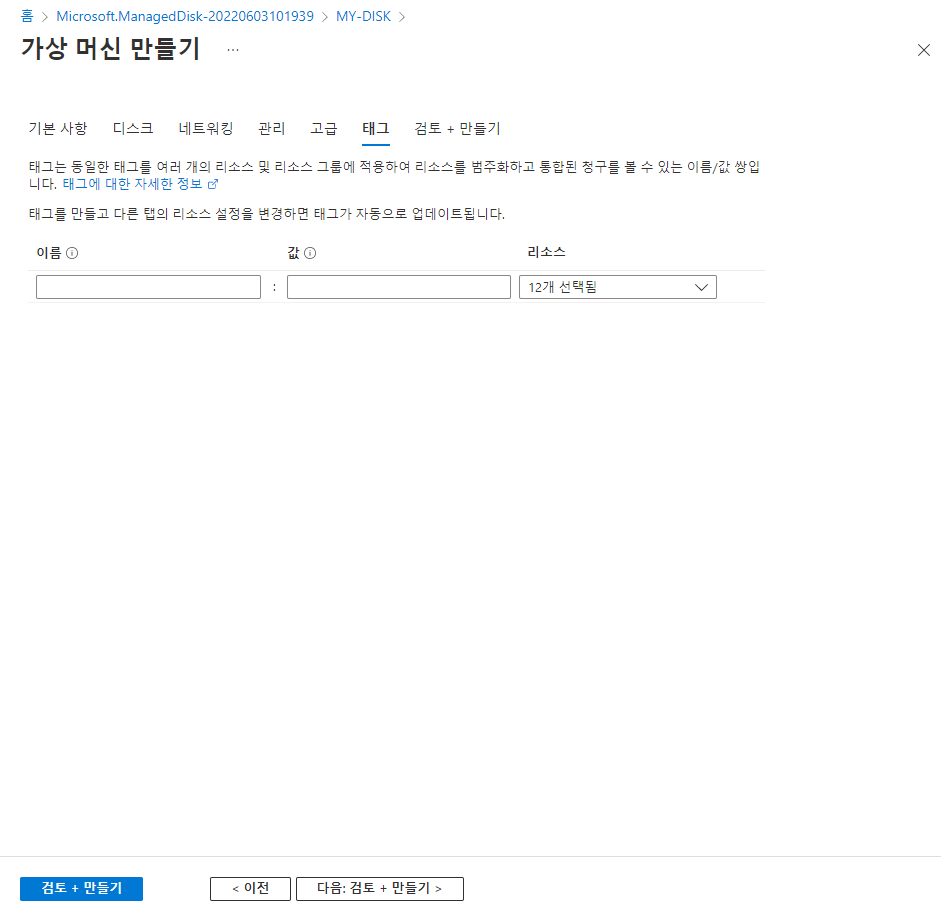 홈 > Microsoft.ManagedDisk-20220603101939 > MY-DISK >
가상 머신 만들기 ...
기본 사항 디스크 네트워킹 관리 고급 태그 검토 + 만들기
태그는 동일한 태그를 여러 개의 리소스 및 리소스 그룹에 적용하여 리소스를 범주화하고 통합된 청구를 볼 수 있는 이름/값 쌍입
니다. 태그에 대한 자세한 정보
태그를 만들고 다른 탭의 리소스 설정을 변경하면 태그가 자동으로 업데이트됩니다.
이름 값 리소스
: 12개 선택됨
검토 + 만들기 < 이전 다음: 검토 + 만들기 >